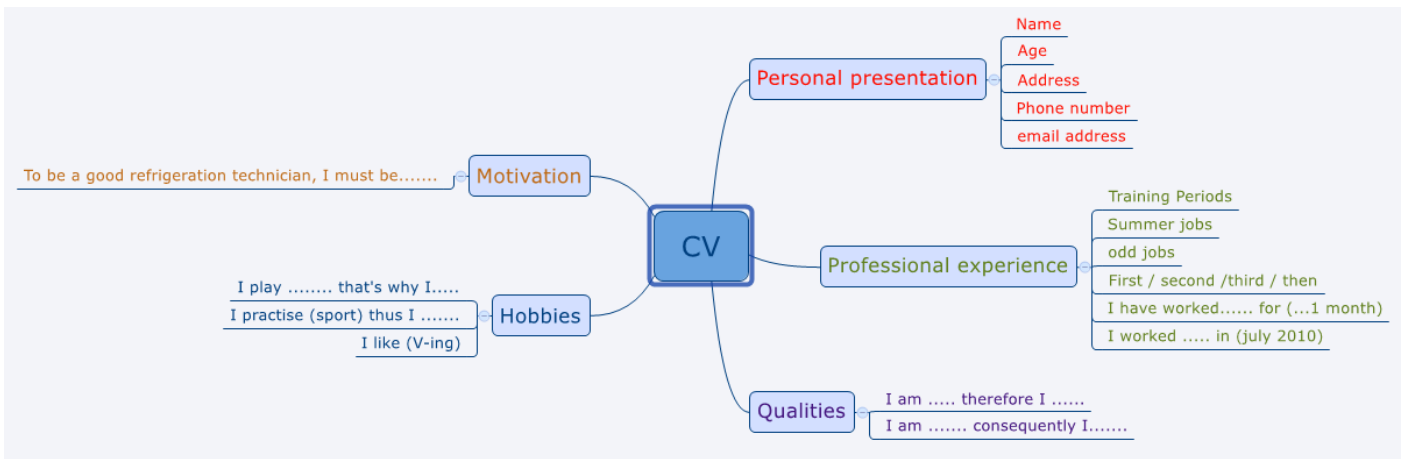 CV
Personal presentation
Name
Age
Address
Phone number
email address
Professional experience
Training Periods
Summer jobs
odd jobs
First / second /third / then
I have worked...... for (...1 month)
I worked ..... in (july 2010)
Qualities
I am ..... therefore I ......
I am ....... consequently I.......
Motivation
To be a good refrigeration technician, I must be.......
Hobbies
I play ........ that's why I.....
I practise (sport) thus I .......
I like (V-ing)